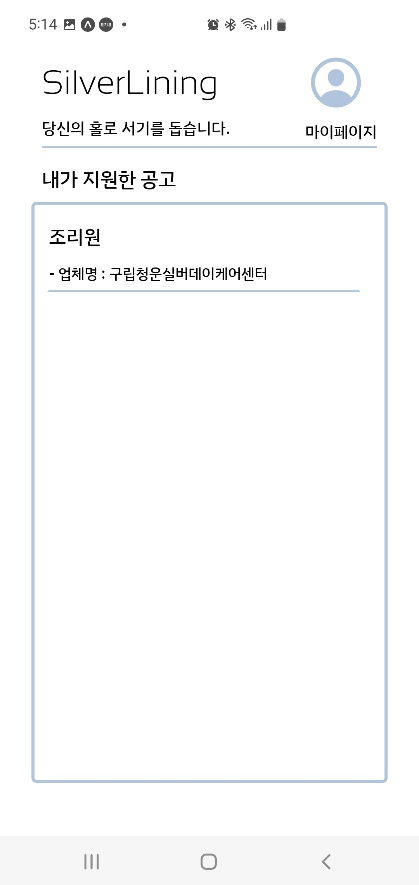 5:14
SilverLining
당신의 홀로 서기를 돕습니다.
마이페이지
내가 지원한 공고
조리원
- 업체명 : 구립청운실버데이케어센터